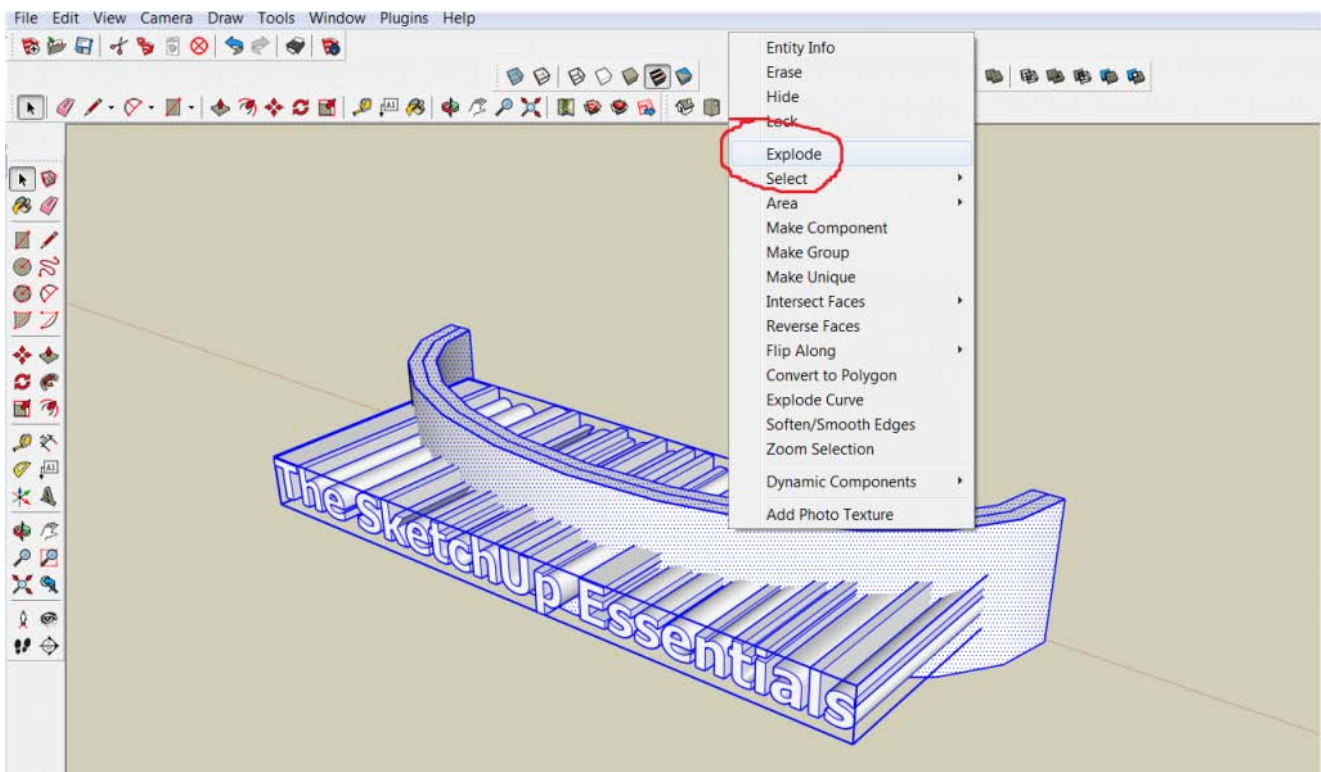 File Edit View Camera Draw Tools Window Plugins Help
Entity Info
Erase
Hide
Lock
Explode
Select
Area
Make Component
Make Group
Make Unique
Intersect Faces
Reverse Faces
Flip Along
Convert to Polygon
Explode Curve
Soften/Smooth Edges
Zoom Selection
Dynamic Components
Add Photo Texture
The SketchUp Essentials